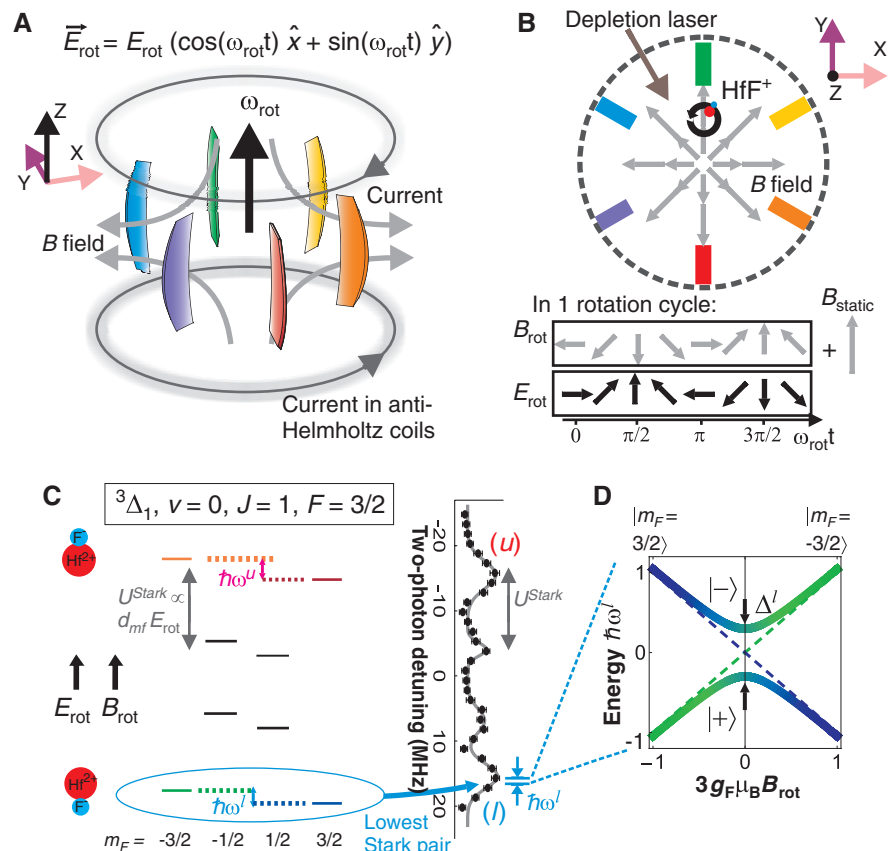 A
E⃗rot = Erot (cos(ωrott) x̂ + sin(ωrott) ŷ)
Z
X
Y
ωrot
Current
B field
Current in anti-
Helmholtz coils
B
Depletion laser
HfF+
Y
X
Z
B field
In 1 rotation cycle:
Brot
+
Bstatic
Erot
0 π/2 π 3π/2 ωrott
C
³Δ₁, v = 0, J = 1, F = 3/2
F
Hf2+
ħωu
UStark ∝
dmf Erot
Erot
Brot
Hf2+
F
ħωl
mF = -3/2 -1/2 1/2 3/2
Lowest
Stark pair
Two-photon detuning (MHz)
-20
-10
0
10
20
(u)
UStark
(l)
ħωl
D
|mF =
3/2⟩
|mF =
-3/2⟩
Energy ħωl
1
0
-1
|−⟩
Δl
|+⟩
−1 0 1
3gFμBBrot